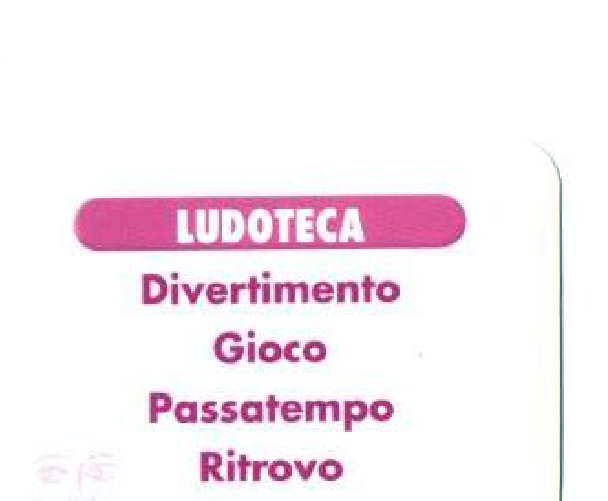 LUDOTECA
Divertimento
Gioco
Passatempo
Ritrovo